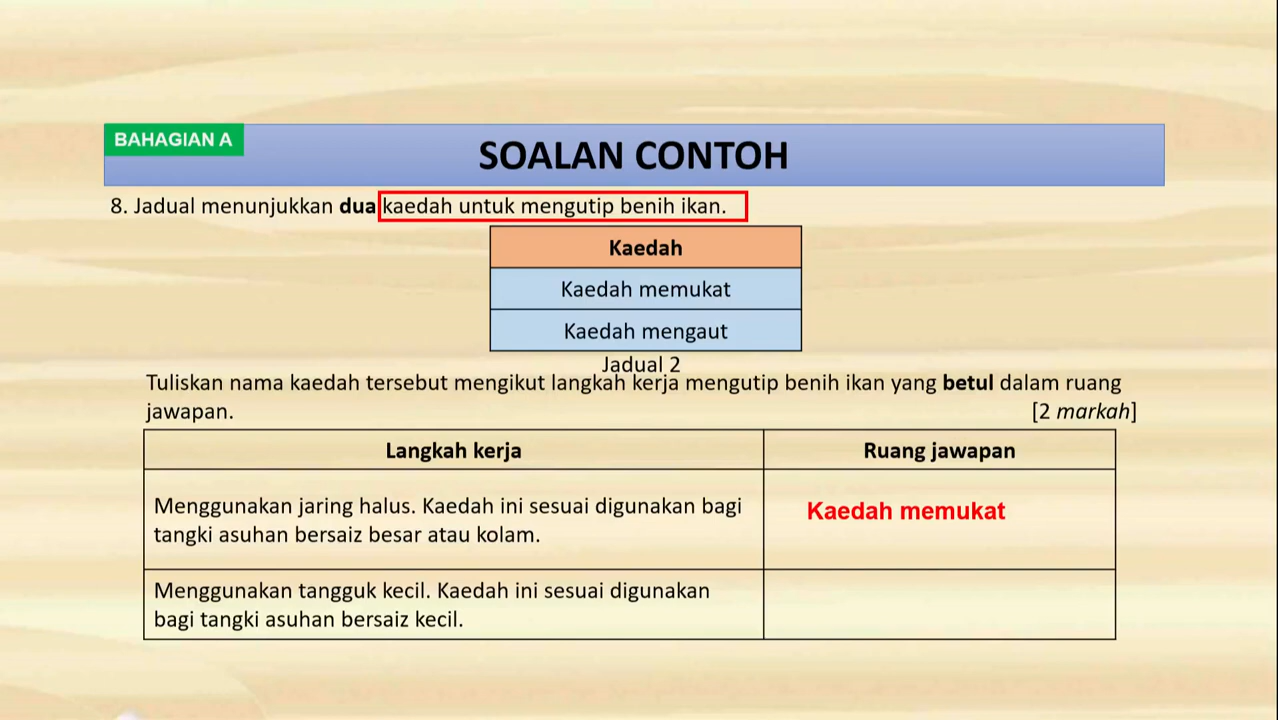 BAHAGIAN A
SOALAN CONTOH
8. Jadual menunjukkan dua kaedah untuk mengutip benih ikan.
Kaedah
Kaedah memukat
Kaedah mengaut
Jadual 2
Tuliskan nama kaedah tersebut mengikut langkah kerja mengutip benih ikan yang betul dalam ruang
jawapan. [2 markah]
Langkah kerja
Ruang jawapan
Menggunakan jaring halus. Kaedah ini sesuai digunakan bagi
tangki asuhan bersaiz besar atau kolam.
Kaedah memukat
Menggunakan tangguk kecil. Kaedah ini sesuai digunakan
bagi tangki asuhan bersaiz kecil.